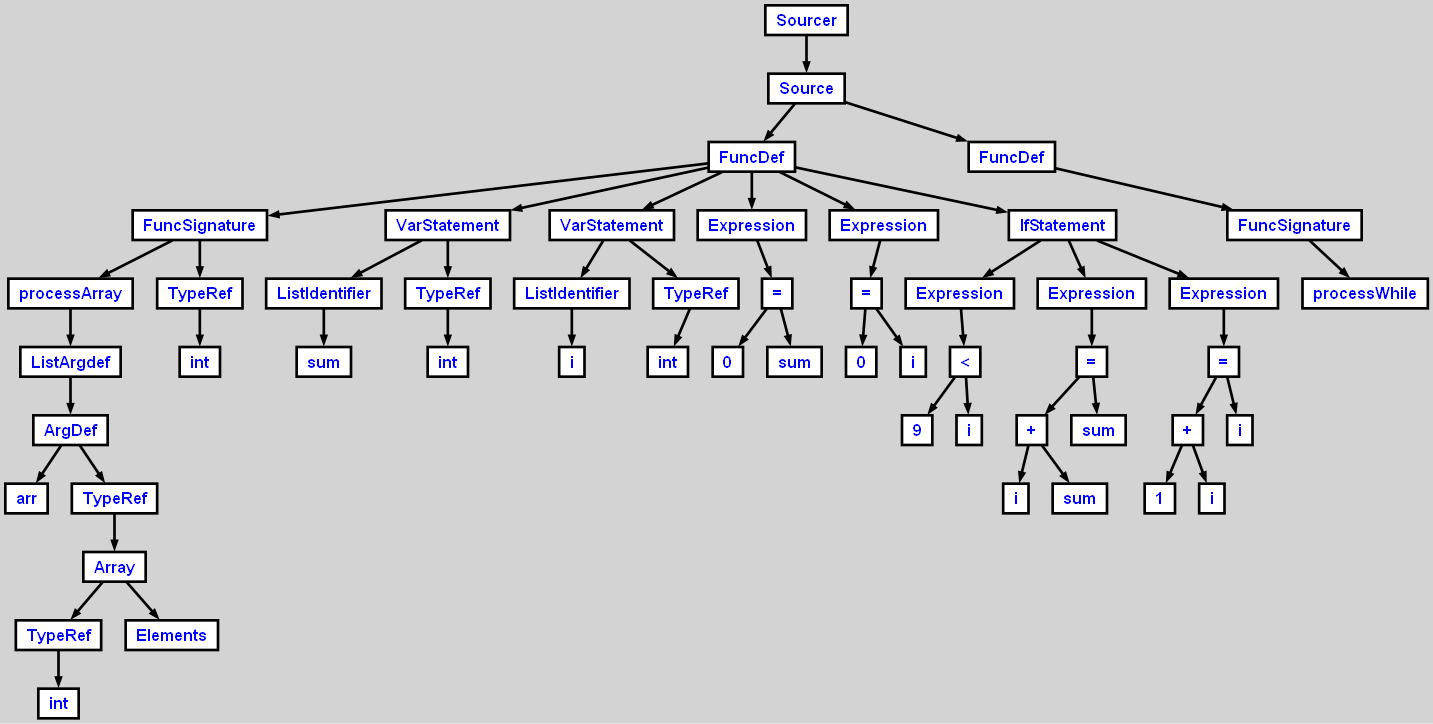 Sourcer
Source
FuncDef FuncDef
FuncSignature VarStatement VarStatement Expression Expression IfStatement FuncSignature
processArray TypeRef ListIdentifier TypeRef ListIdentifier TypeRef = = Expression Expression Expression processWhile
ListArgdef int sum int i int 0 sum 0 i < = =
ArgDef 9 i + sum + i
arr TypeRef i sum 1 i
Array
TypeRef Elements
int